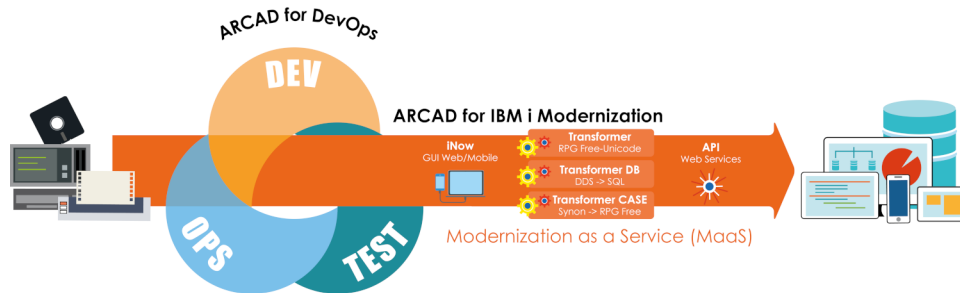 ARCAD for DevOps
DEV
OPS
TEST
ARCAD for IBM i Modernization
iNow
GUI Web/Mobile
Transformer
RPG Free-Unicode
Transformer DB
DDS -> SQL
Transformer CASE
Synon -> RPG Free
API
Web Services
Modernization as a Service (MaaS)